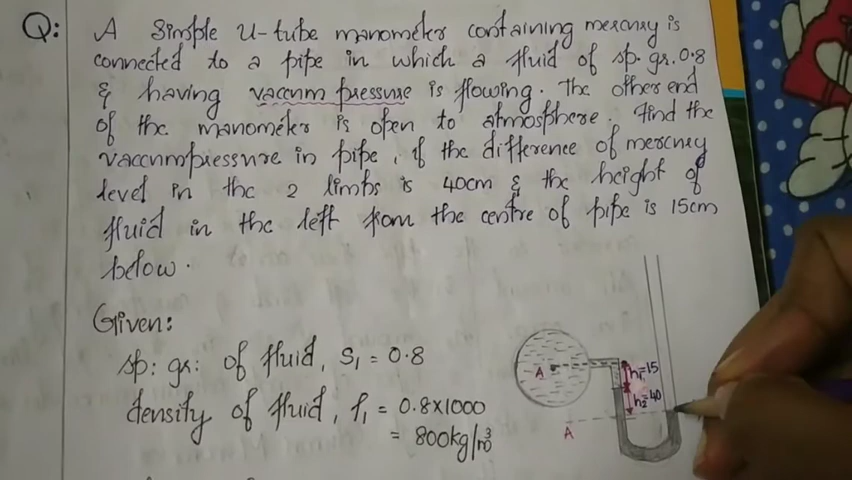 Q: A Simple U-tube manometer containing mercury is
connected to a pipe in which a fluid of sp. gr. 0.8
& having vaccum pressure is flowing. The other end
of the manometer is open to atmosphere. Find the
vaccum pressure in pipe, if the difference of mercury
level in the 2 limbs is 40cm & the height of
fluid in the left from the centre of pipe is 15cm
below.
Given:
sp: gr: of fluid, S₁ = 0.8
density of fluid, ρ₁ = 0.8x1000
= 800kg/m³
A
h₁=15
h₂=40
A